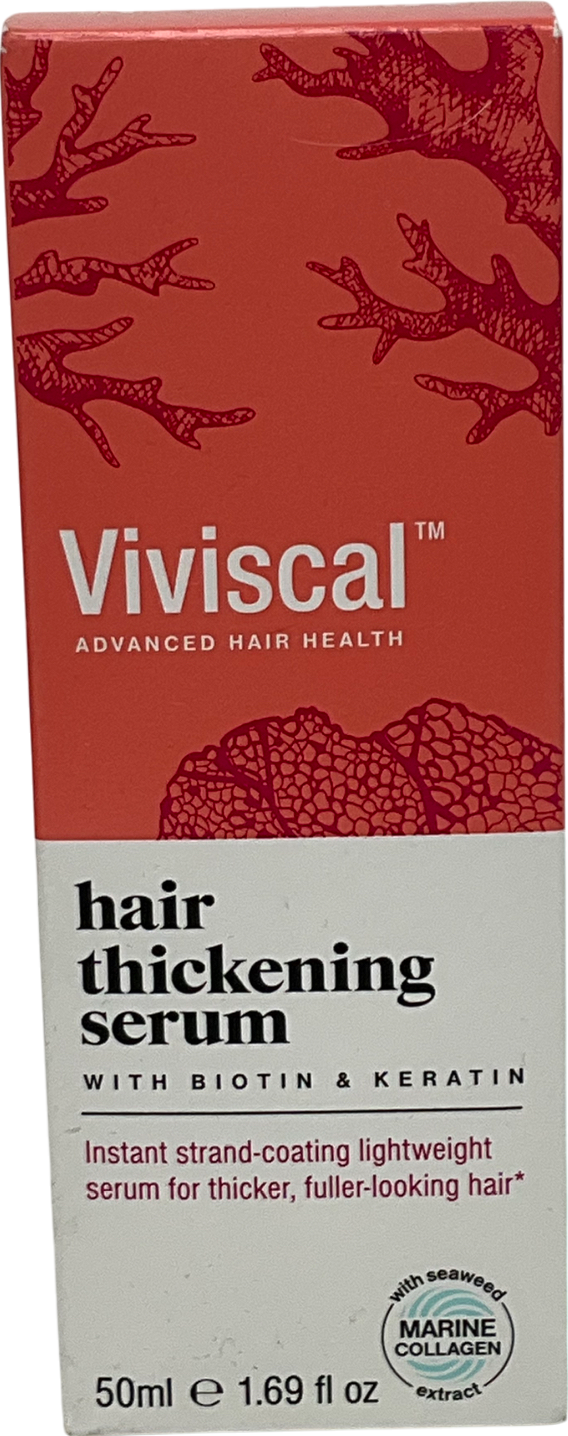 Viviscal™
ADVANCED HAIR HEALTH
hair
thickening
serum
WITH BIOTIN & KERATIN
Instant strand-coating lightweight
serum for thicker, fuller-looking hair*
with seaweed
MARINE
COLLAGEN
extract
50ml ℮ 1.69 fl oz